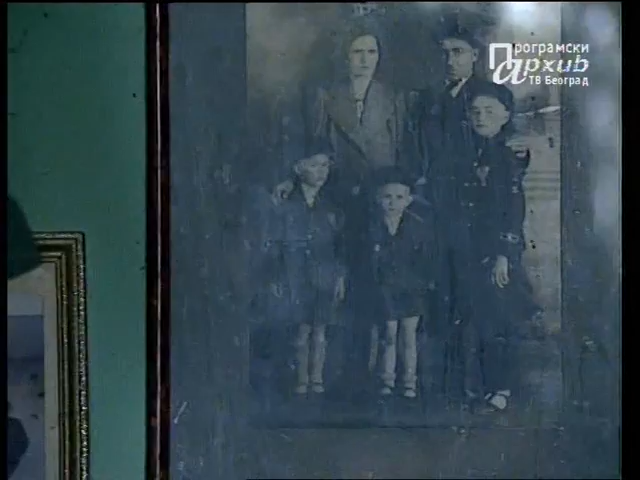 Програмски
архив
ТВ Београд